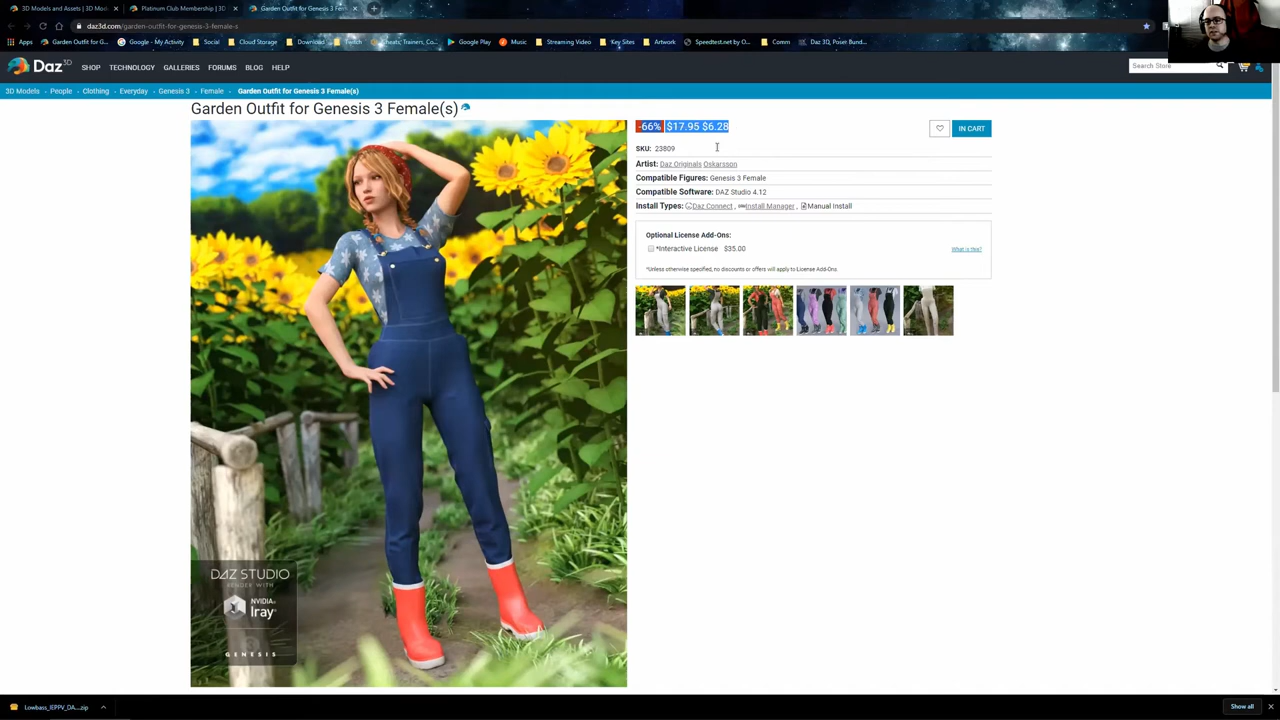 3D Models and Assets | 3D Mod
Platinum Club Membership | 3D
Garden Outfit for Genesis 3 Fem
daz3d.com/garden-outfit-for-genesis-3-female-s
Apps
Garden Outfit for G...
Google - My Activity
Social
Cloud Storage
Download
Twitch
Cheats, Trainers, Co...
Google Play
Music
Streaming Video
Key Sites
Artwork
Speedtest.net by O...
Comm
Daz 3D, Poser Bund...
Daz 3D
SHOP
TECHNOLOGY
GALLERIES
FORUMS
BLOG
HELP
Search Store
3D Models
People
Clothing
Everyday
Genesis 3
Female
Garden Outfit for Genesis 3 Female(s)
Garden Outfit for Genesis 3 Female(s)
-66% $17.95 $6.28
IN CART
SKU: 23809
Artist: Daz Originals Oskarsson
Compatible Figures: Genesis 3 Female
Compatible Software: DAZ Studio 4.12
Install Types: Daz Connect , Install Manager , Manual Install
Optional License Add-Ons:
*Interactive License $35.00
What is this?
*Unless otherwise specified, no discounts or offers will apply to License Add-Ons.
DAZ STUDIO
RENDER WITH
NVIDIA
Iray
GENESIS
Lowbass_IEPPV_DA....zip
Show all